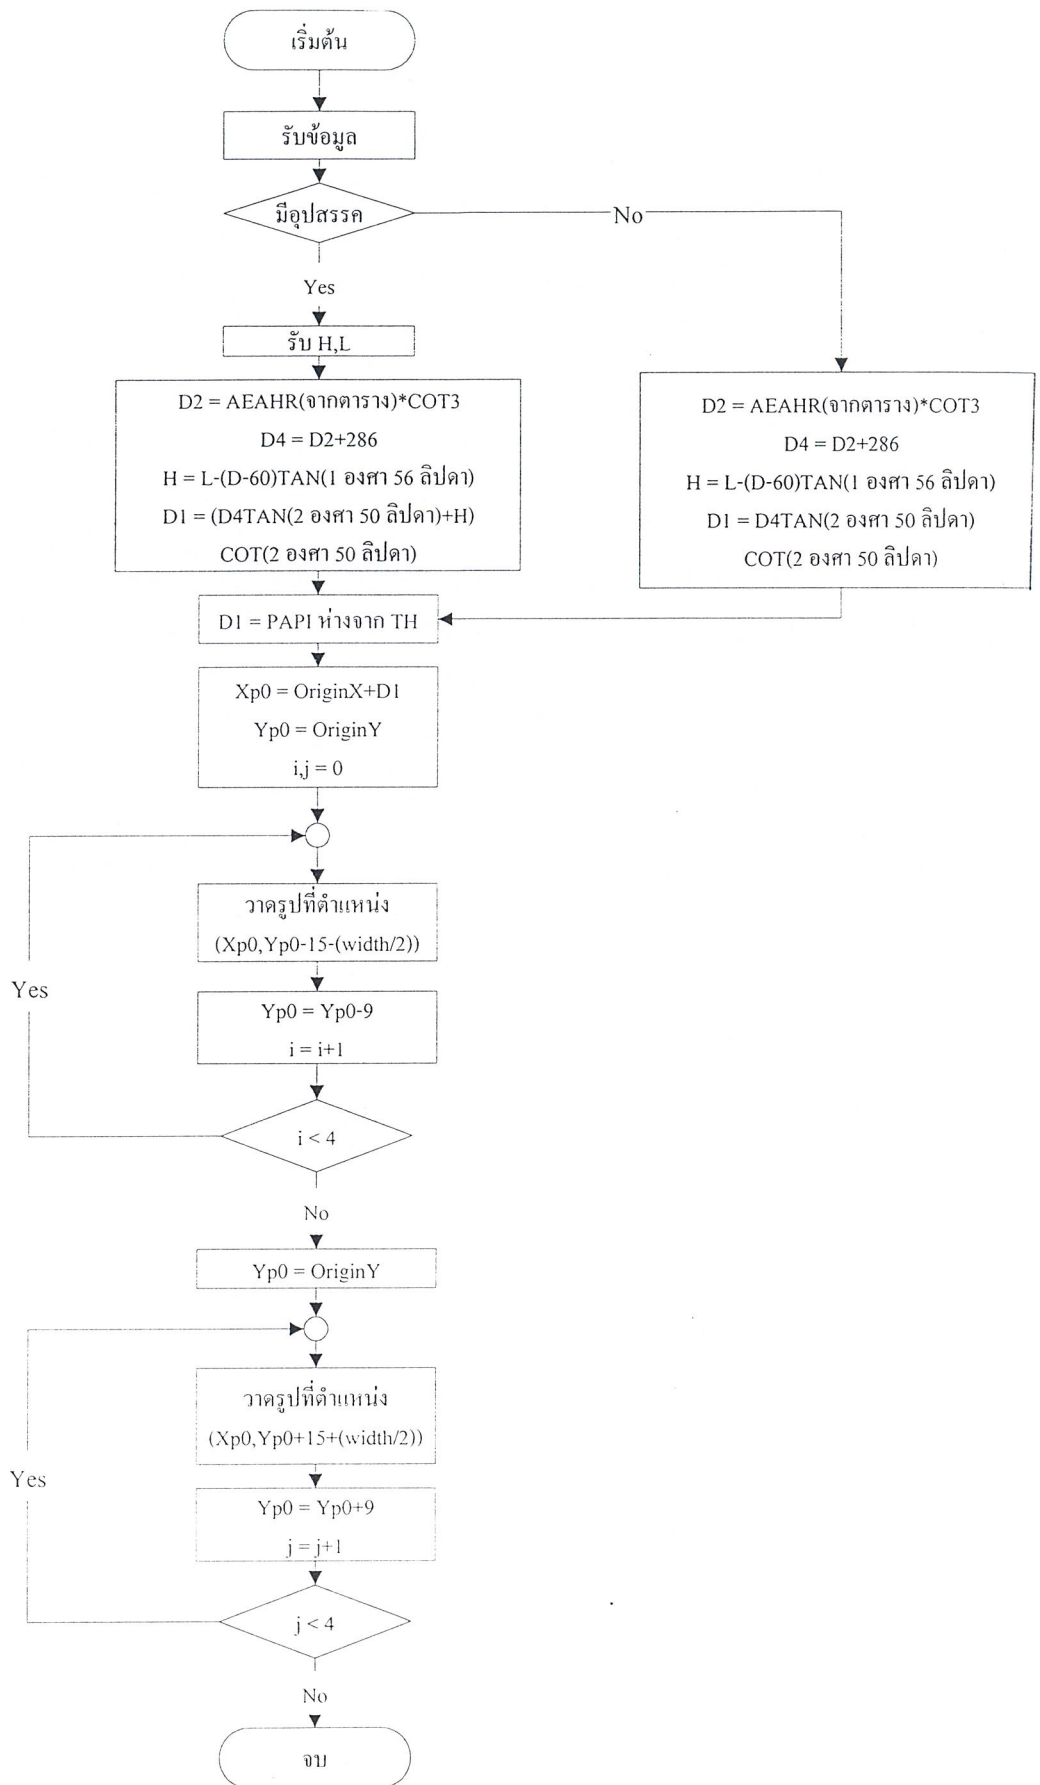 เริ่มต้น
รับข้อมูล
มีอุปสรรค
No
Yes
รับ H,L
D2 = AEAHR(จากตาราง)*COT3
D4 = D2+286
H = L-(D-60)TAN(1 องศา 56 ลิปดา)
D1 = (D4TAN(2 องศา 50 ลิปดา)+H)
COT(2 องศา 50 ลิปดา)
D2 = AEAHR(จากตาราง)*COT3
D4 = D2+286
H = L-(D-60)TAN(1 องศา 56 ลิปดา)
D1 = D4TAN(2 องศา 50 ลิปดา)
COT(2 องศา 50 ลิปดา)
D1 = PAPI ห่างจาก TH
Xp0 = OriginX+D1
Yp0 = OriginY
i,j = 0
วาดรูปที่ตำแหน่ง
(Xp0,Yp0-15-(width/2))
Yes
Yp0 = Yp0-9
i = i+1
i < 4
No
Yp0 = OriginY
วาดรูปที่ตำแหน่ง
(Xp0,Yp0+15+(width/2))
Yes
Yp0 = Yp0+9
j = j+1
j < 4
No
จบ